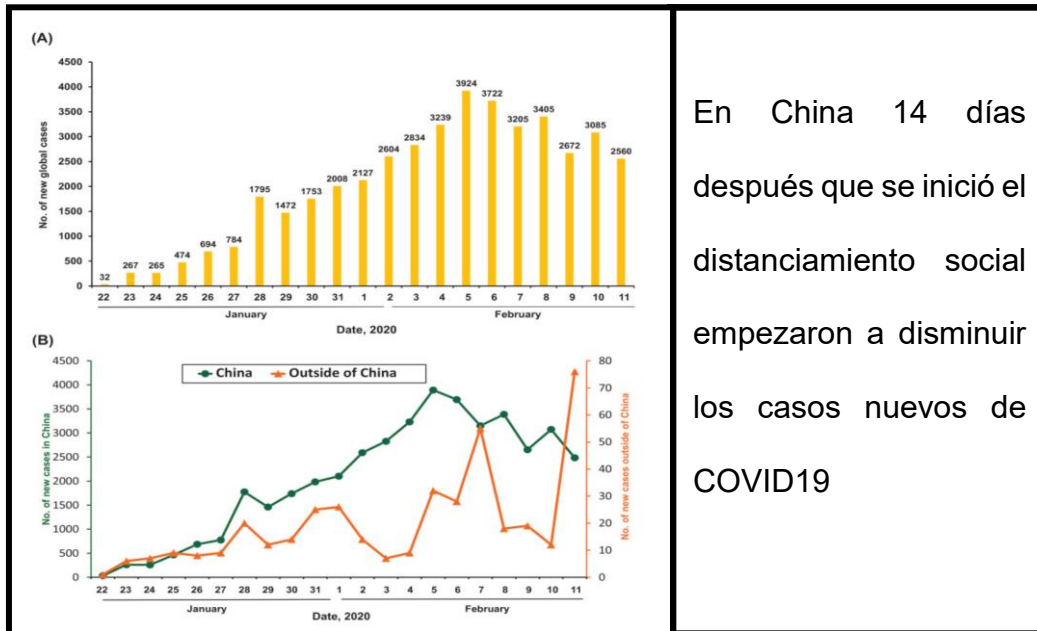 (A)
No. of new global cases
4500
4000
3500
3000
2500
2000
1500
1000
500
0
32
267
265
474
694
784
1795
1472
1753
2008
2127
2604
2834
3239
3924
3722
3205
3405
2672
3085
2560
22 23 24 25 26 27 28 29 30 31 1 2 3 4 5 6 7 8 9 10 11
January February
Date, 2020
(B)
China Outside of China
No. of new cases in China
4500
4000
3500
3000
2500
2000
1500
1000
500
0
No. of new cases outside of China
80
70
60
50
40
30
20
10
0
22 23 24 25 26 27 28 29 30 31 1 2 3 4 5 6 7 8 9 10 11
January February
Date, 2020
En China 14 días
después que se inició el
distanciamiento social
empezaron a disminuir
los casos nuevos de
COVID19